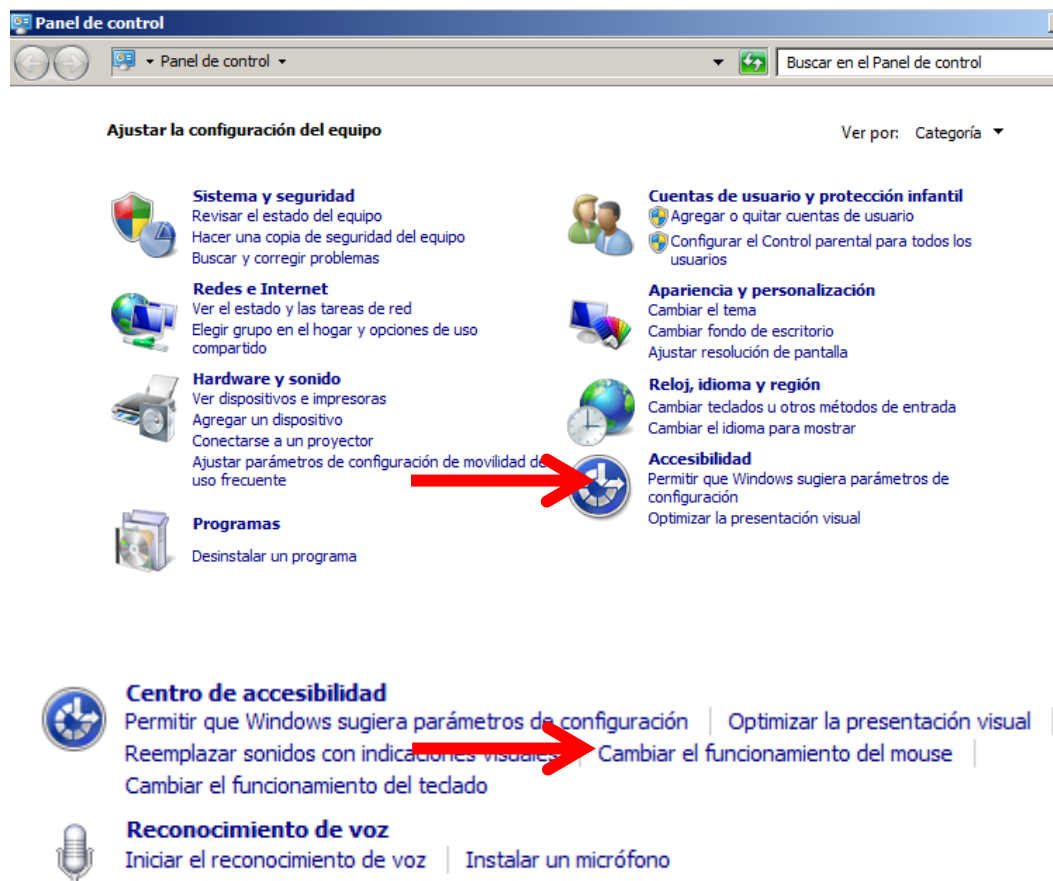 Panel de control
Panel de control
Buscar en el Panel de control
Ajustar la configuración del equipo
Ver por: Categoría
Sistema y seguridad
Revisar el estado del equipo
Hacer una copia de seguridad del equipo
Buscar y corregir problemas
Redes e Internet
Ver el estado y las tareas de red
Elegir grupo en el hogar y opciones de uso
compartido
Hardware y sonido
Ver dispositivos e impresoras
Agregar un dispositivo
Conectarse a un proyector
Ajustar parámetros de configuración de movilidad de
uso frecuente
Programas
Desinstalar un programa
Cuentas de usuario y protección infantil
Agregar o quitar cuentas de usuario
Configurar el Control parental para todos los
usuarios
Apariencia y personalización
Cambiar el tema
Cambiar fondo de escritorio
Ajustar resolución de pantalla
Reloj, idioma y región
Cambiar teclados u otros métodos de entrada
Cambiar el idioma para mostrar
Accesibilidad
Permitir que Windows sugiera parámetros de
configuración
Optimizar la presentación visual
Centro de accesibilidad
Permitir que Windows sugiera parámetros de configuración Optimizar la presentación visual
Reemplazar sonidos con indicaciones visuales Cambiar el funcionamiento del mouse
Cambiar el funcionamiento del teclado
Reconocimiento de voz
Iniciar el reconocimiento de voz Instalar un micrófono